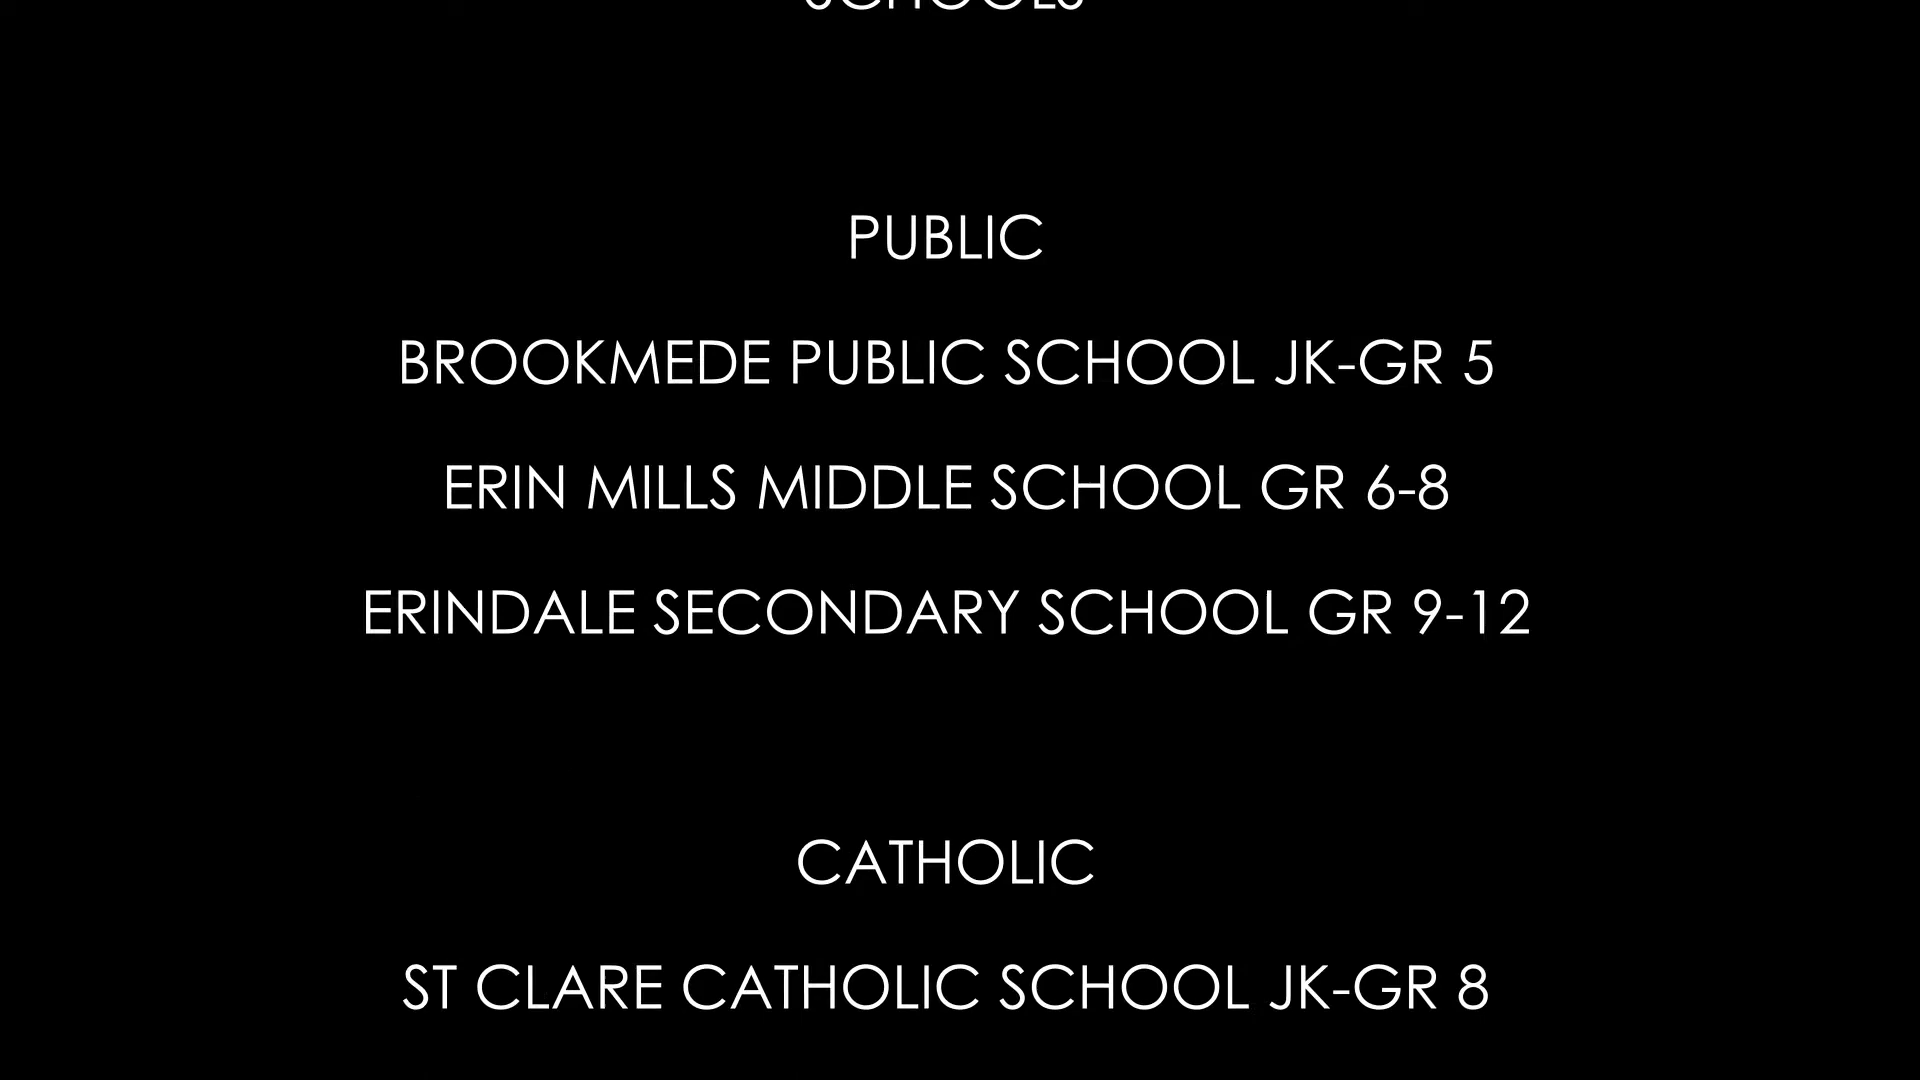 SCHOOLS
PUBLIC
BROOKMEDE PUBLIC SCHOOL JK-GR 5
ERIN MILLS MIDDLE SCHOOL GR 6-8
ERINDALE SECONDARY SCHOOL GR 9-12
CATHOLIC
ST CLARE CATHOLIC SCHOOL JK-GR 8